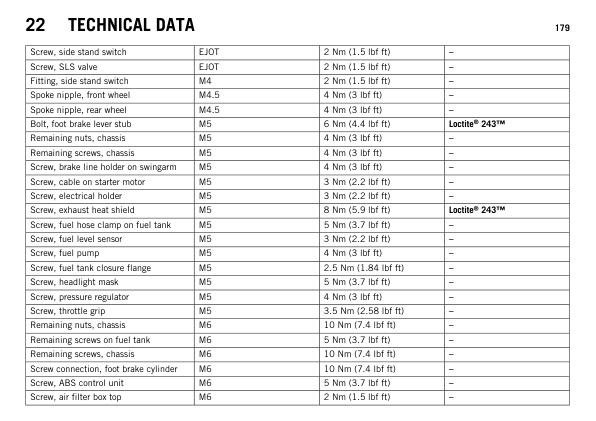 22 TECHNICAL DATA 179
Screw, side stand switch EJOT 2 Nm (1.5 lbf ft) –
Screw, SLS valve EJOT 2 Nm (1.5 lbf ft) –
Fitting, side stand switch M4 2 Nm (1.5 lbf ft) –
Spoke nipple, front wheel M4.5 4 Nm (3 lbf ft) –
Spoke nipple, rear wheel M4.5 4 Nm (3 lbf ft) –
Bolt, foot brake lever stub M5 6 Nm (4.4 lbf ft) Loctite® 243™
Remaining nuts, chassis M5 4 Nm (3 lbf ft) –
Remaining screws, chassis M5 4 Nm (3 lbf ft) –
Screw, brake line holder on swingarm M5 4 Nm (3 lbf ft) –
Screw, cable on starter motor M5 3 Nm (2.2 lbf ft) –
Screw, electrical holder M5 3 Nm (2.2 lbf ft) –
Screw, exhaust heat shield M5 8 Nm (5.9 lbf ft) Loctite® 243™
Screw, fuel hose clamp on fuel tank M5 5 Nm (3.7 lbf ft) –
Screw, fuel level sensor M5 3 Nm (2.2 lbf ft) –
Screw, fuel pump M5 4 Nm (3 lbf ft) –
Screw, fuel tank closure flange M5 2.5 Nm (1.84 lbf ft) –
Screw, headlight mask M5 5 Nm (3.7 lbf ft) –
Screw, pressure regulator M5 4 Nm (3 lbf ft) –
Screw, throttle grip M5 3.5 Nm (2.58 lbf ft) –
Remaining nuts, chassis M6 10 Nm (7.4 lbf ft) –
Remaining screws on fuel tank M6 5 Nm (3.7 lbf ft) –
Remaining screws, chassis M6 10 Nm (7.4 lbf ft) –
Screw connection, foot brake cylinder M6 10 Nm (7.4 lbf ft) –
Screw, ABS control unit M6 5 Nm (3.7 lbf ft) –
Screw, air filter box top M6 2 Nm (1.5 lbf ft) –